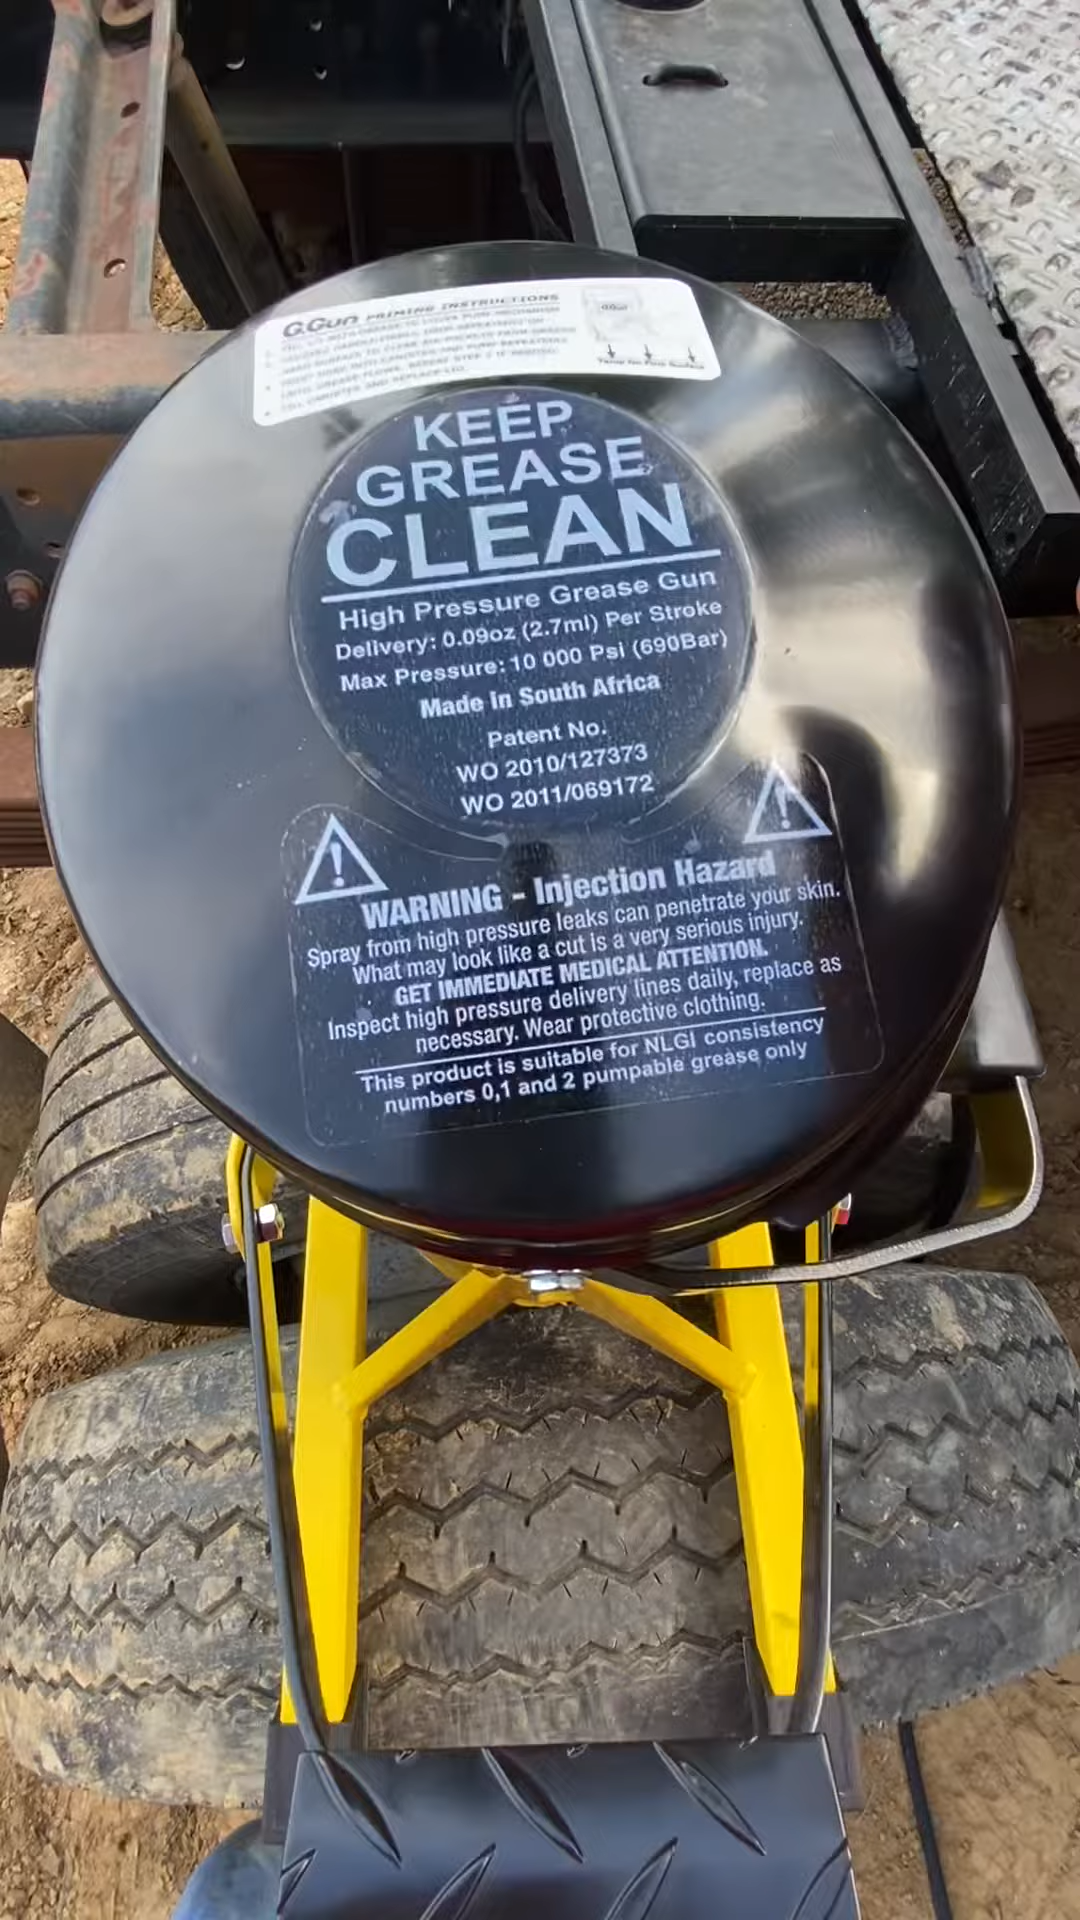 G.Gun PRIMING INSTRUCTIONS
KEEP
GREASE
CLEAN
High Pressure Grease Gun
Delivery: 0.09oz (2.7ml) Per Stroke
Max Pressure: 10 000 Psi (690Bar)
Made in South Africa
Patent No.
WO 2010/127373
WO 2011/069172
WARNING - Injection Hazard
Spray from high pressure leaks can penetrate your skin.
What may look like a cut is a very serious injury.
GET IMMEDIATE MEDICAL ATTENTION.
Inspect high pressure delivery lines daily, replace as
necessary. Wear protective clothing.
This product is suitable for NLGI consistency
numbers 0,1 and 2 pumpable grease only